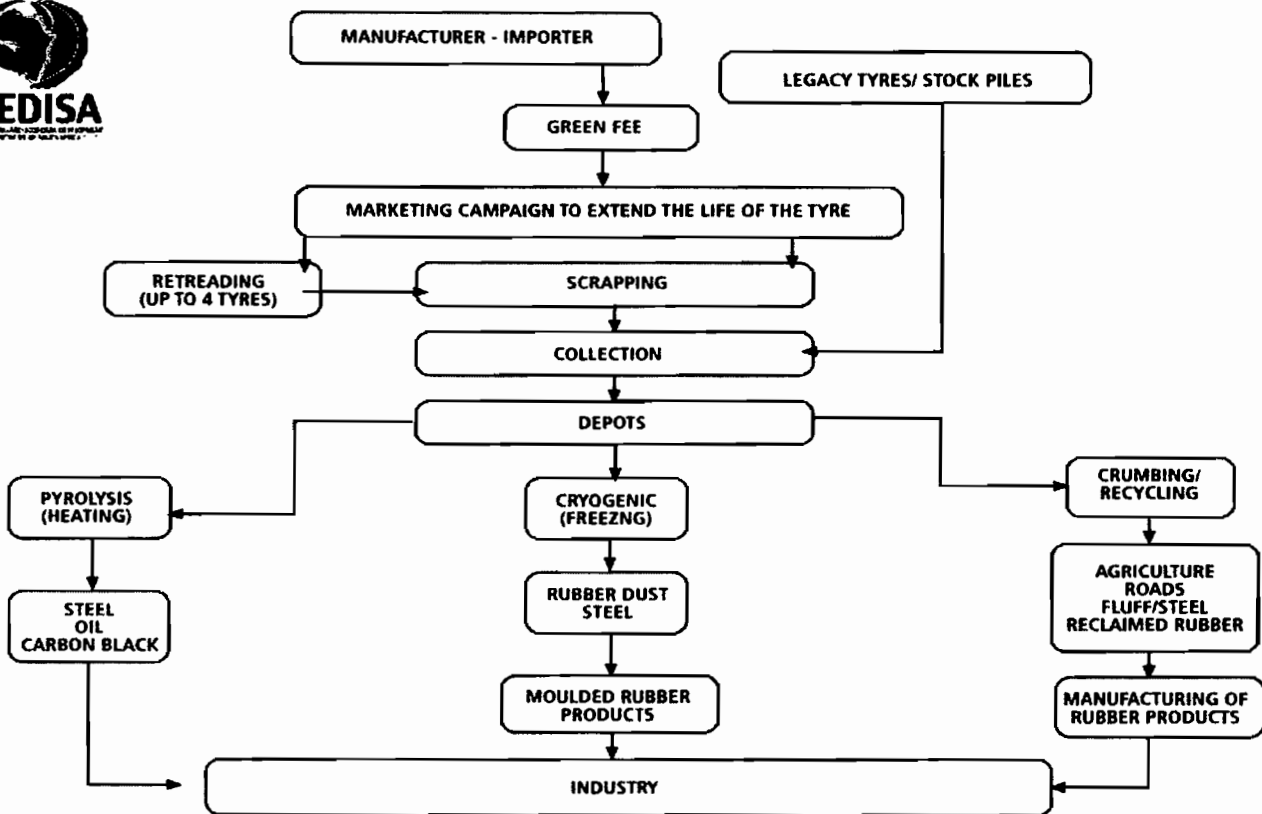 MANUFACTURER - IMPORTER
LEGACY TYRES/ STOCK PILES
EDISA
GREEN FEE
MARKETING CAMPAIGN TO EXTEND THE LIFE OF THE TYRE
RETREADING
(UP TO 4 TYRES)
SCRAPPING
COLLECTION
DEPOTS
PYROLYSIS
(HEATING)
CRYOGENIC
(FREEZNG)
CRUMBING/
RECYCLING
STEEL
OIL
CARBON BLACK
RUBBER DUST
STEEL
AGRICULTURE
ROADS
FLUFF/STEEL
RECLAIMED RUBBER
MOULDED RUBBER
PRODUCTS
MANUFACTURING OF
RUBBER PRODUCTS
INDUSTRY